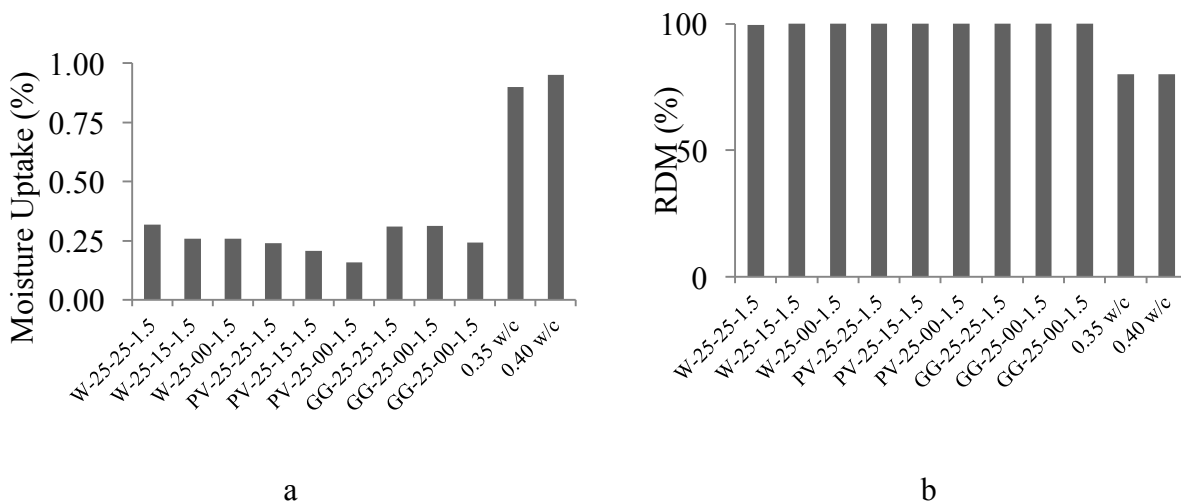 Moisture Uptake (%)
1.00
0.75
0.50
0.25
0.00
W-25-25-1.5
W-25-15-1.5
W-25-00-1.5
PV-25-25-1.5
PV-25-15-1.5
PV-25-00-1.5
GG-25-25-1.5
GG-25-00-1.5
GG-25-00-1.5
0.35 w/c
0.40 w/c
a
RDM (%)
100
50
0
W-25-25-1.5
W-25-15-1.5
W-25-00-1.5
PV-25-25-1.5
PV-25-15-1.5
PV-25-00-1.5
GG-25-25-1.5
GG-25-00-1.5
GG-25-00-1.5
0.35 w/c
0.40 w/c
b